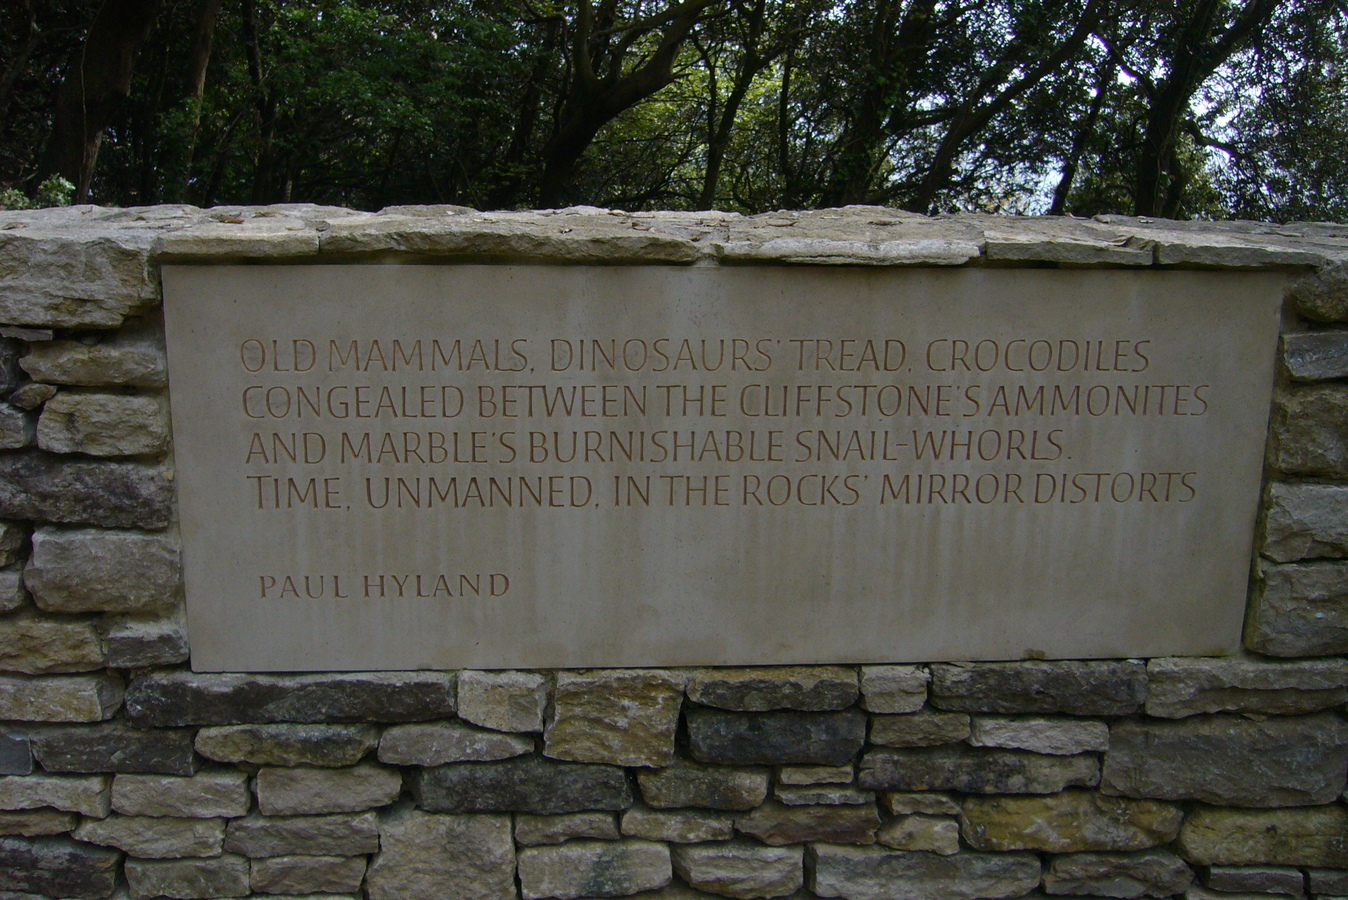 OLD MAMMALS, DINOSAURS' TREAD, CROCODILES
CONGEALED BETWEEN THE CLIFFSTONE'S AMMONITES
AND MARBLE'S BURNISHABLE SNAIL-WHORLS.
TIME, UNMANNED, IN THE ROCKS' MIRROR DISTORTS
PAUL HYLAND